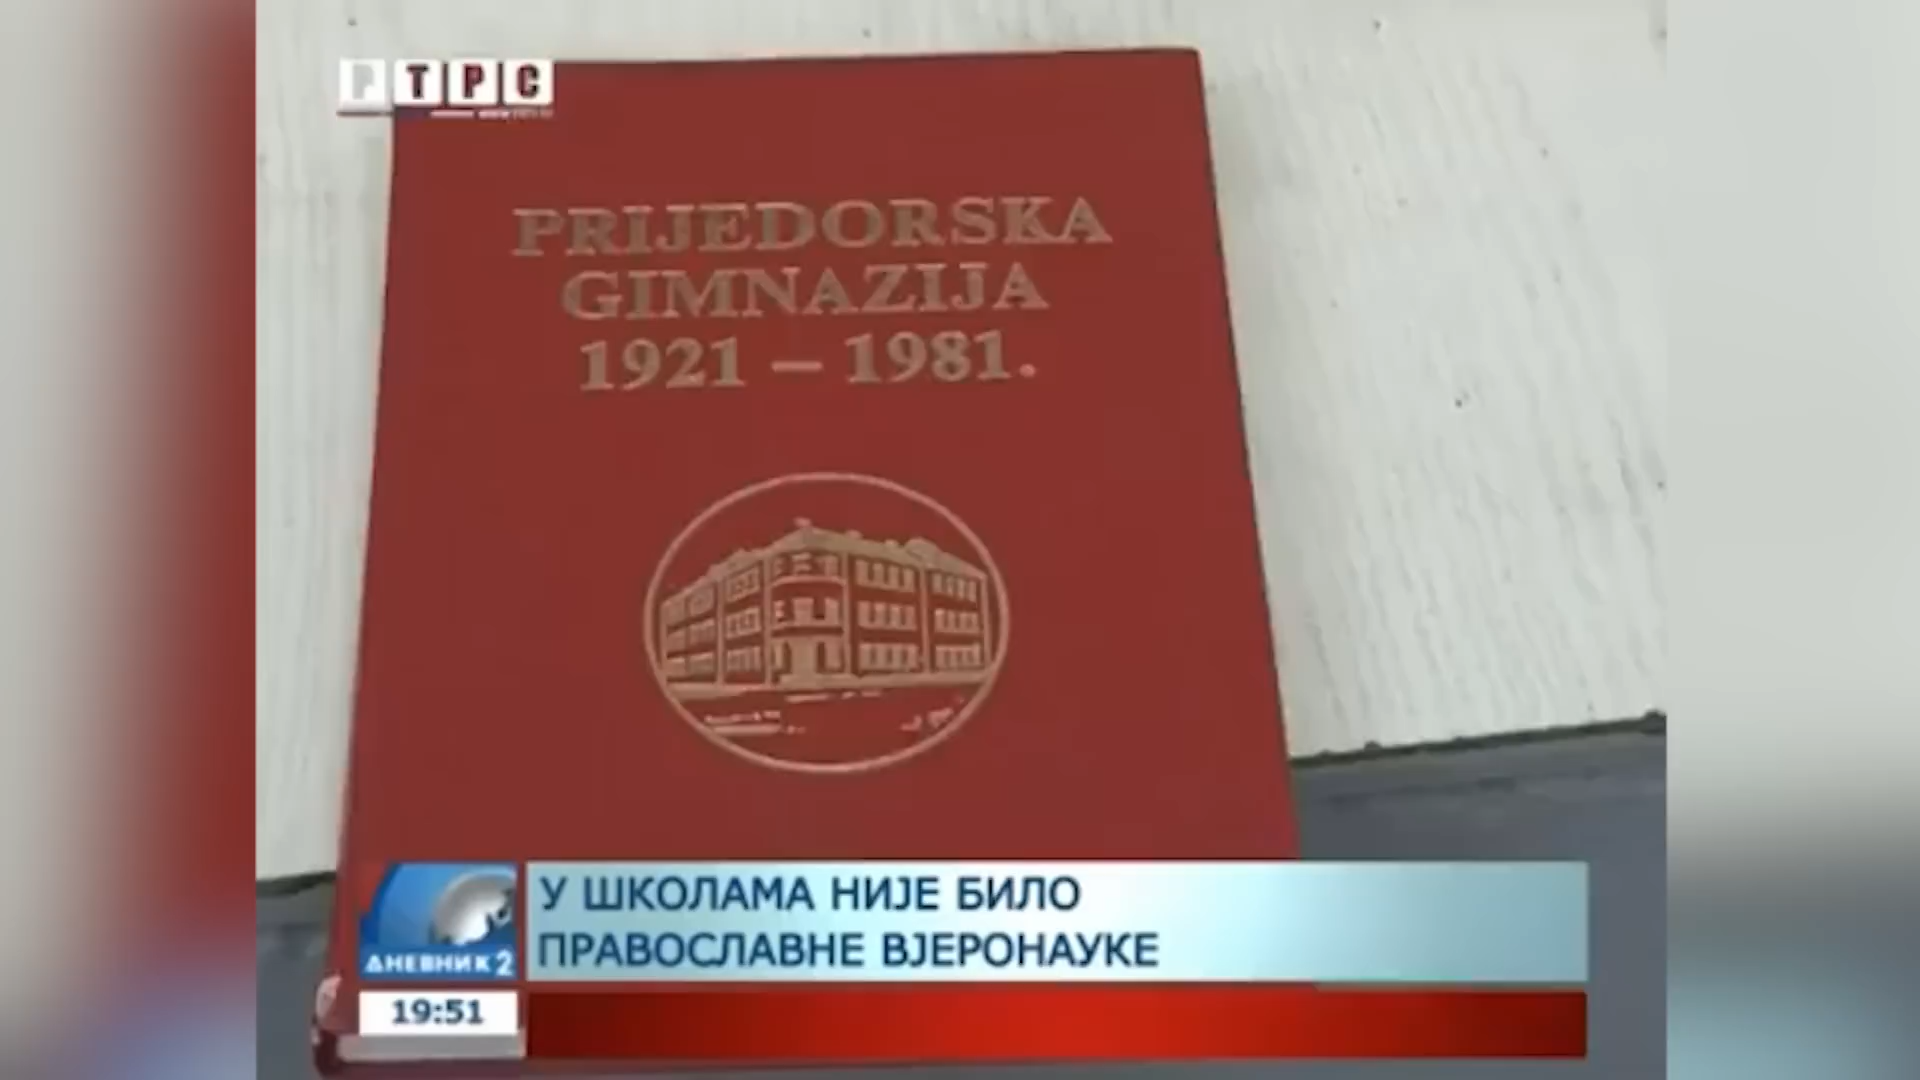 РТРС
PRIJEDORSKA
GIMNAZIJA
1921 – 1981.
У ШКОЛАМА НИЈЕ БИЛО
ПРАВОСЛАВНЕ ВЈЕРОНАУКЕ
ДНЕВНИК 2
19:51